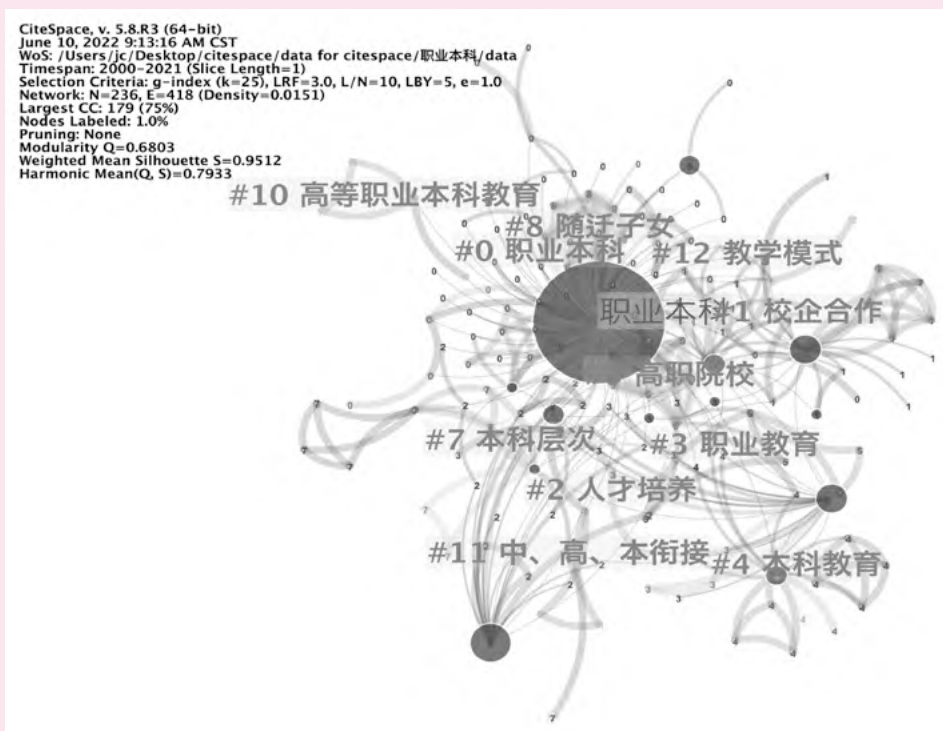 CiteSpace, v. 5.8.R3 (64-bit)
June 10, 2022 9:13:16 AM CST
WoS: /Users/jc/Desktop/citespace/data for citespace/职业本科/data
Timespan: 2000-2021 (Slice Length=1)
Selection Criteria: g-index (k=25), LRF=3.0, L/N=10, LBY=5, e=1.0
Network: N=236, E=418 (Density=0.0151)
Largest CC: 179 (75%)
Nodes Labeled: 1.0%
Pruning: None
Modularity Q=0.6803
Weighted Mean Silhouette S=0.9512
Harmonic Mean(Q, S)=0.7933
#10 高等职业本科教育
#8 随迁子女
#0 职业本科
#12 教学模式
职业本科
#1 校企合作
高职院校
#7 本科层次
#3 职业教育
#2 人才培养
#11 中、高、本衔接
#4 本科教育